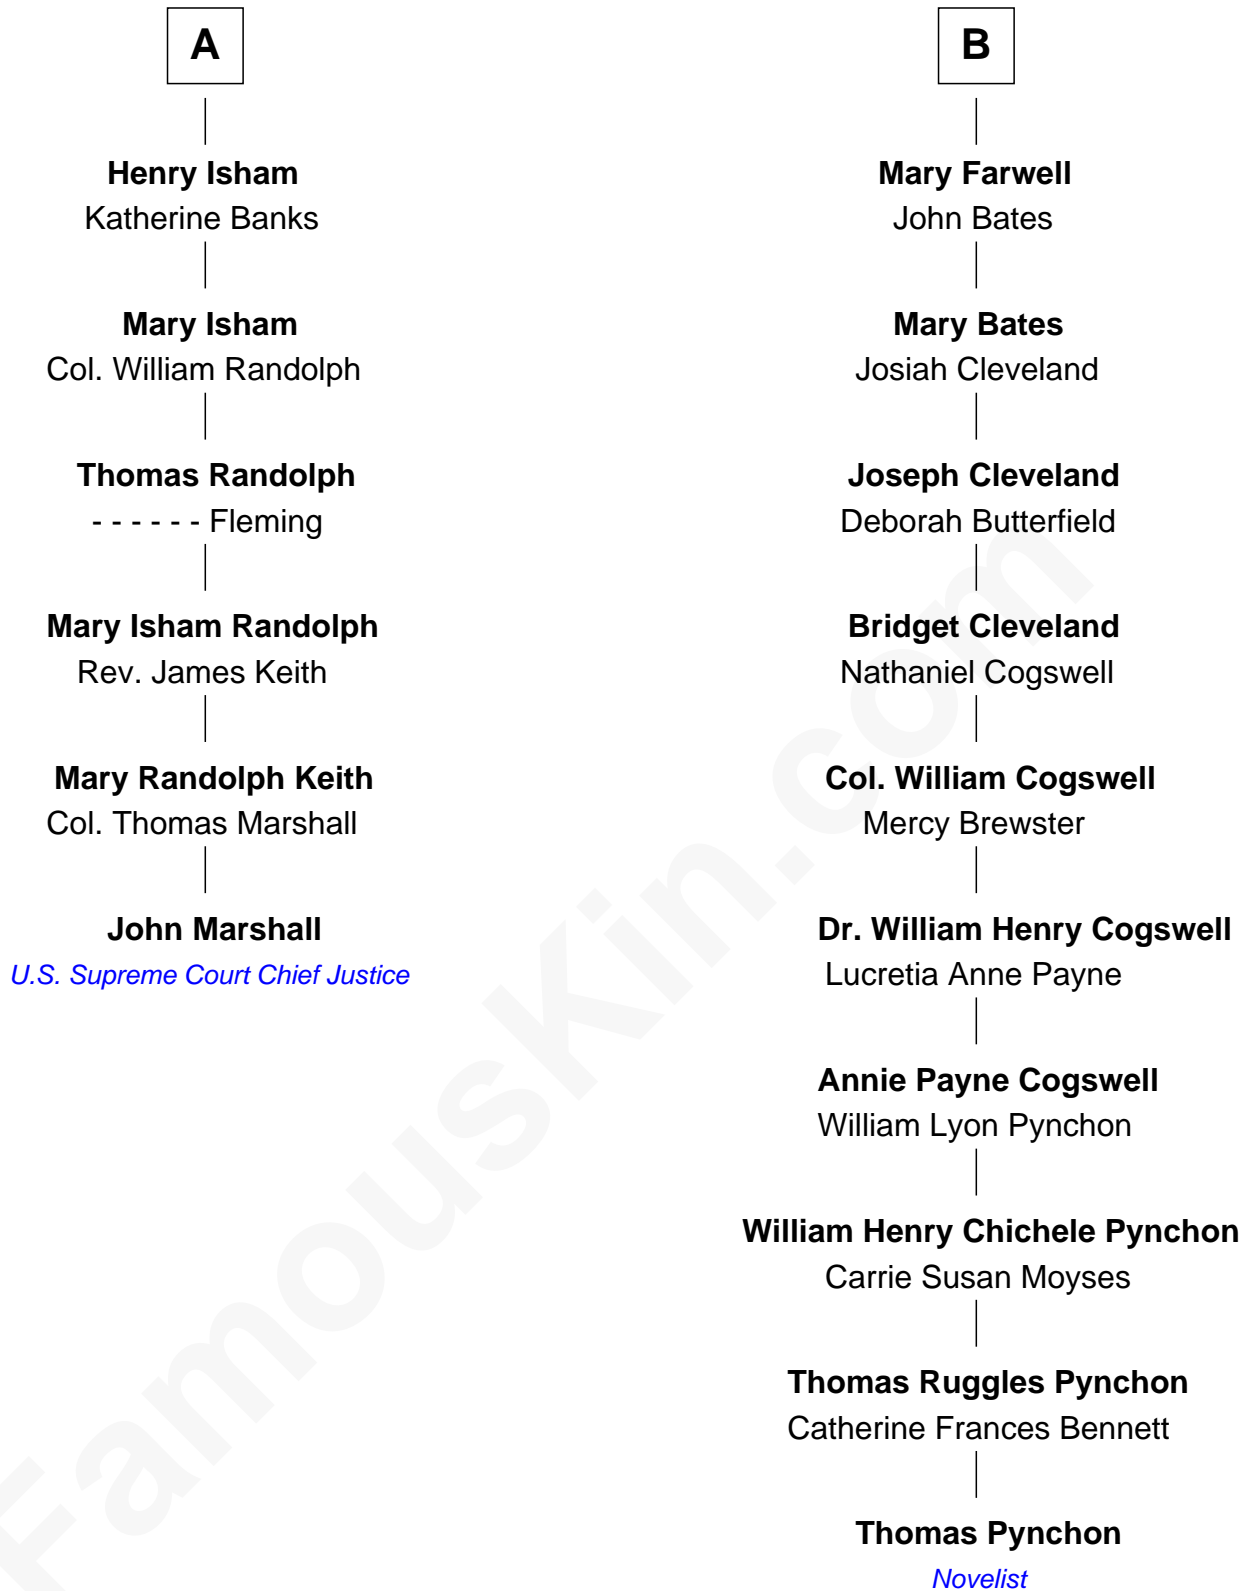 A
Henry Isham
Katherine Banks
Mary Isham
Col. William Randolph
Thomas Randolph
- - - - - - Fleming
Mary Isham Randolph
Rev. James Keith
Mary Randolph Keith
Col. Thomas Marshall
John Marshall
U.S. Supreme Court Chief Justice
B
Mary Farwell
John Bates
Mary Bates
Josiah Cleveland
Joseph Cleveland
Deborah Butterfield
Bridget Cleveland
Nathaniel Cogswell
Col. William Cogswell
Mercy Brewster
Dr. William Henry Cogswell
Lucretia Anne Payne
Annie Payne Cogswell
William Lyon Pynchon
William Henry Chichele Pynchon
Carrie Susan Moyses
Thomas Ruggles Pynchon
Catherine Frances Bennett
Thomas Pynchon
Novelist
FamousKin.com